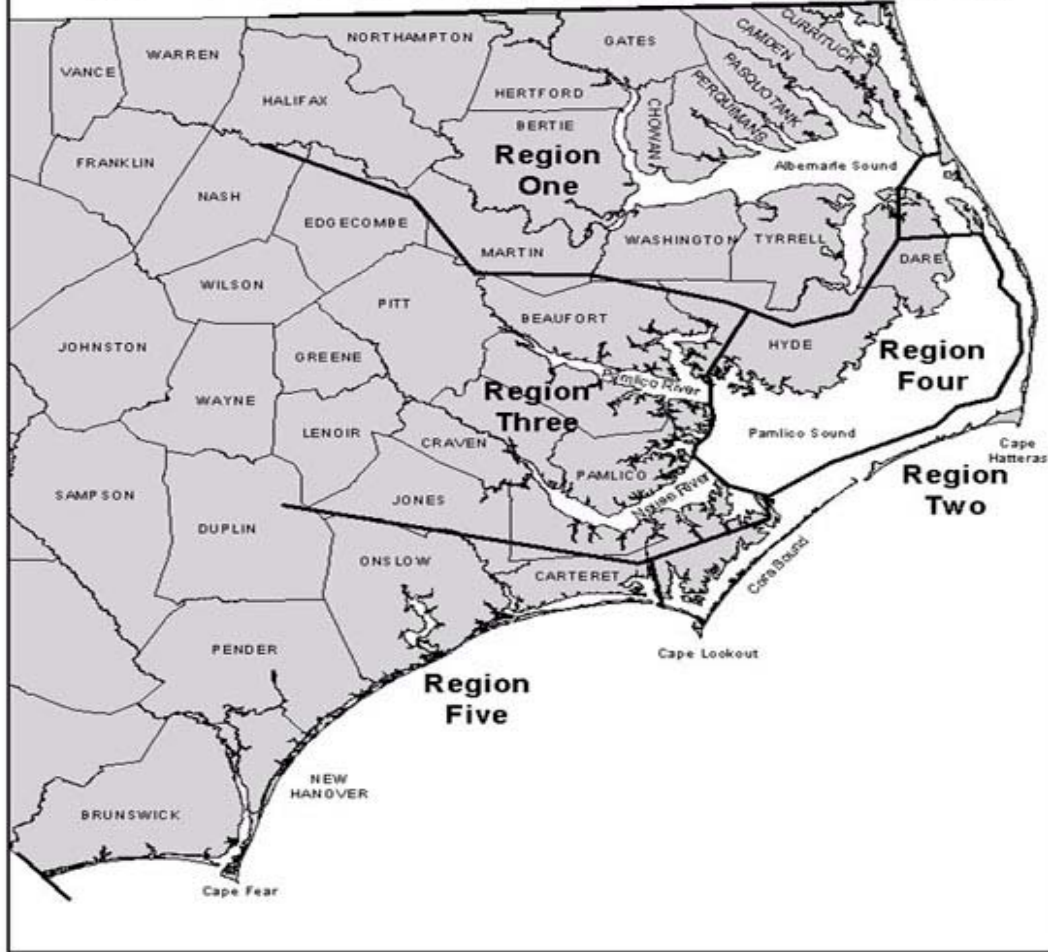 NORTHAMPTON
WARREN
VANCE
GATES
CAMDEN
CURRITUCK
HALIFAX
HERTFORD
PASQUOTANK
PERQUIMANS
CHOWAN
BERTIE
Region
One
FRANKLIN
Albemarle Sound
NASH
EDGECOMBE
MARTIN
WASHINGTON
TYRRELL
DARE
WILSON
PITT
BEAUFORT
HYDE
Region
Four
JOHNSTON
GREENE
Pamlico River
Region
Three
WAYNE
LENOIR
CRAVEN
Pamlico Sound
Cape
Hatteras
PAMLICO
Region
Two
SAMPSON
JONES
Neuse River
DUPLIN
ONSLOW
CARTERET
Core Sound
PENDER
Cape Lookout
Region
Five
NEW
HANOVER
BRUNSWICK
Cape Fear